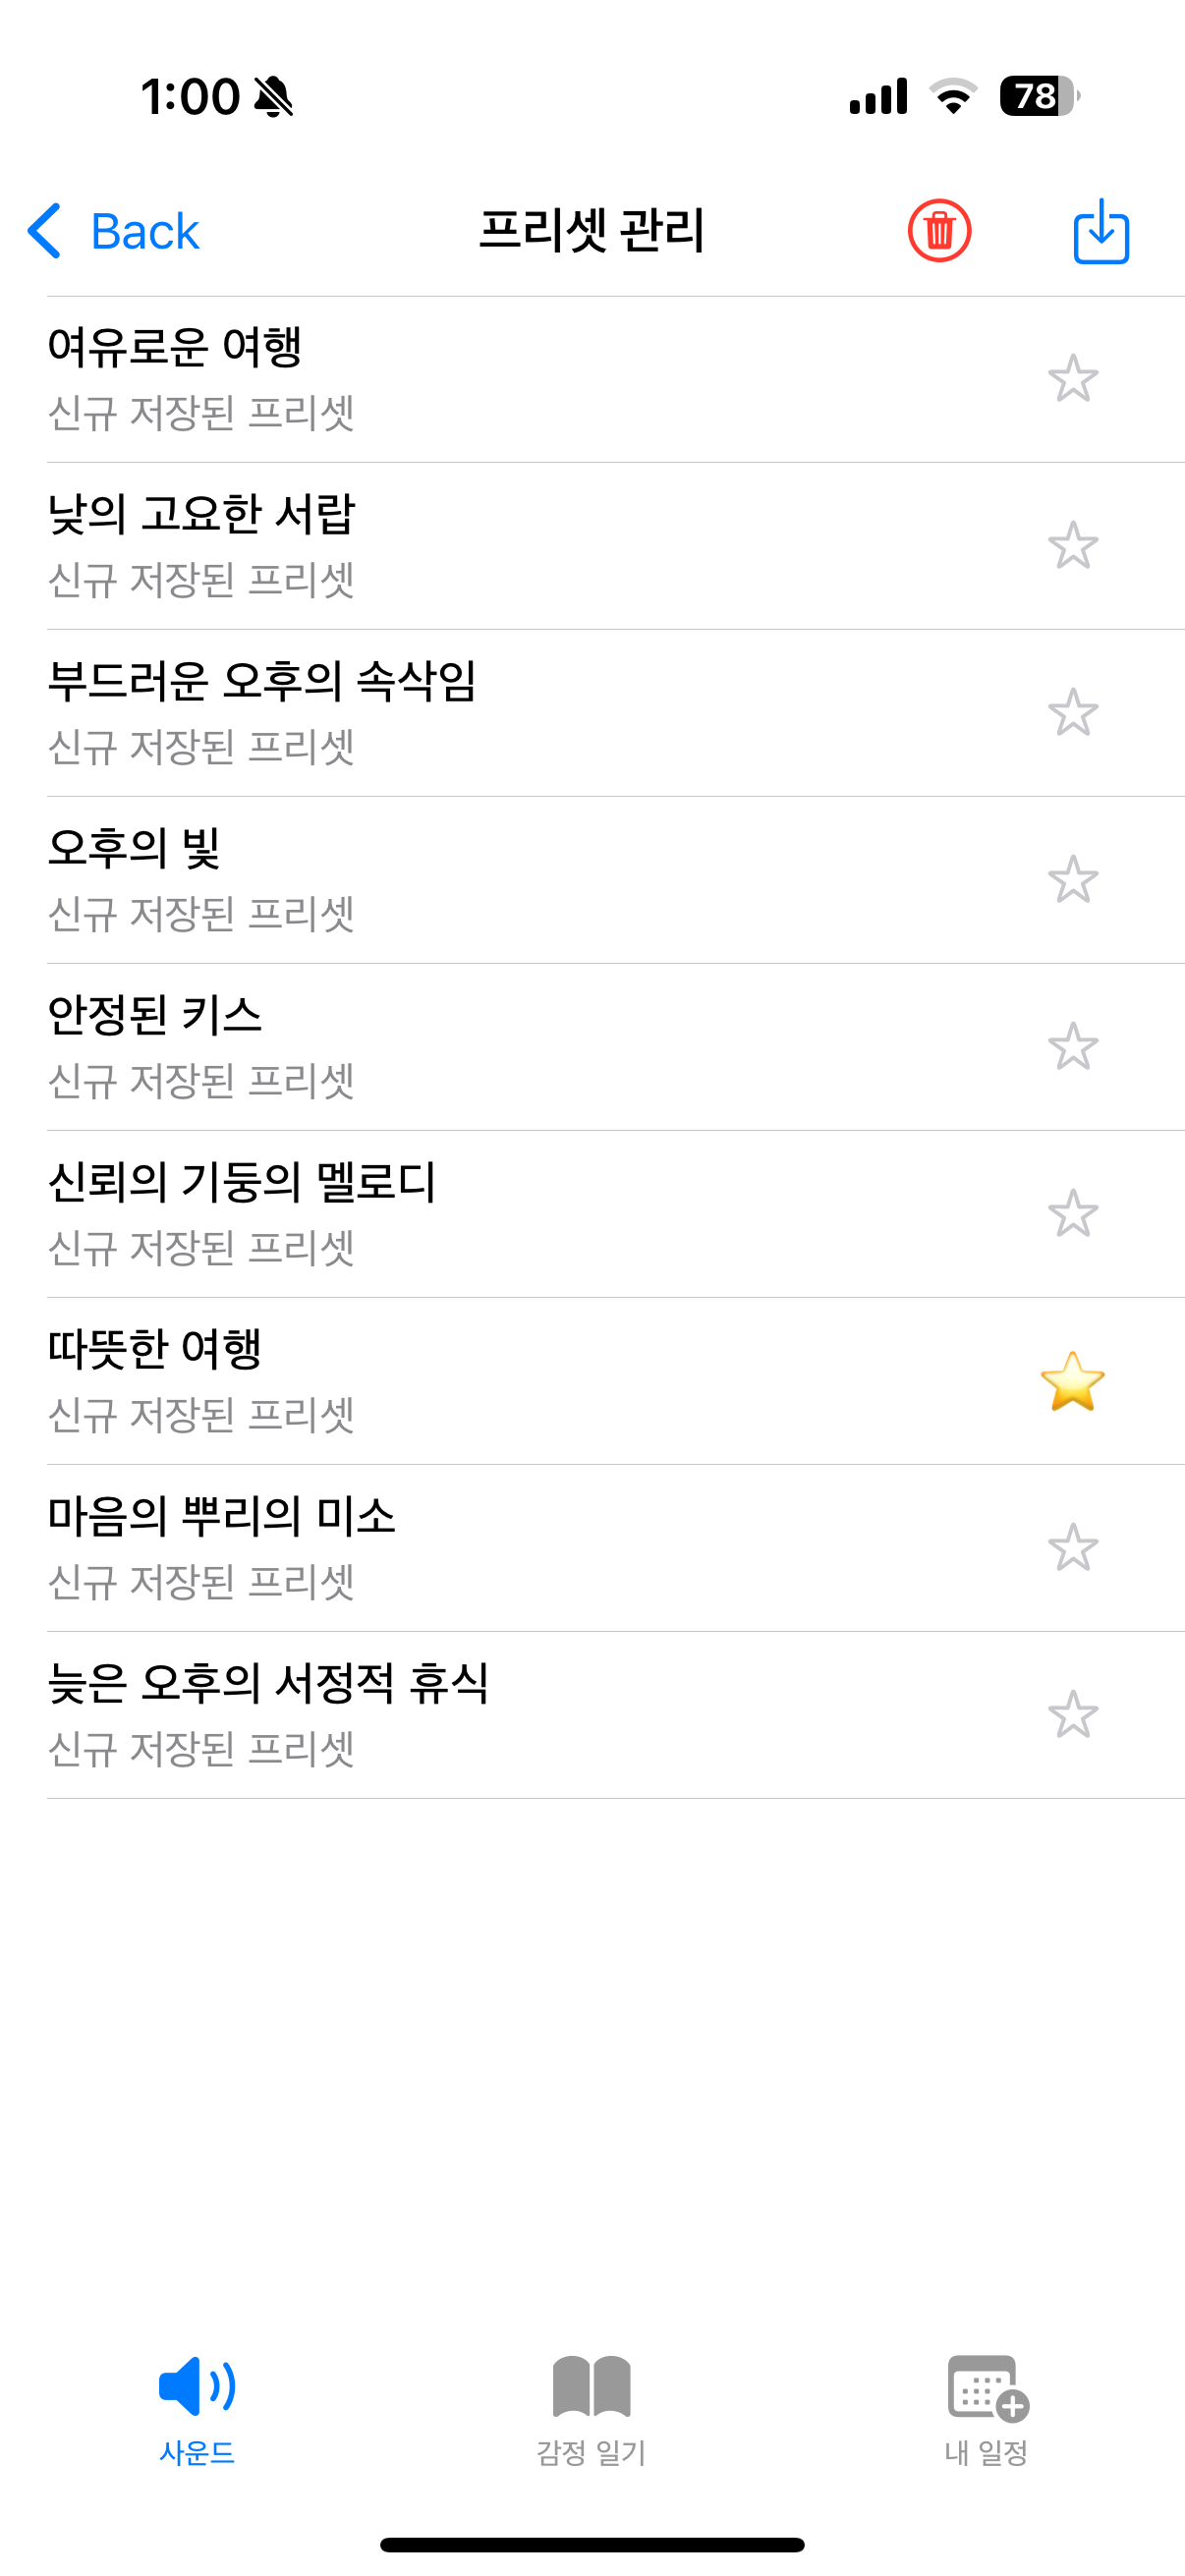 1:00
78
Back
프리셋 관리
여유로운 여행
신규 저장된 프리셋
낮의 고요한 서랍
신규 저장된 프리셋
부드러운 오후의 속삭임
신규 저장된 프리셋
오후의 빛
신규 저장된 프리셋
안정된 키스
신규 저장된 프리셋
신뢰의 기둥의 멜로디
신규 저장된 프리셋
따뜻한 여행
신규 저장된 프리셋
마음의 뿌리의 미소
신규 저장된 프리셋
늦은 오후의 서정적 휴식
신규 저장된 프리셋
사운드
감정 일기
내 일정